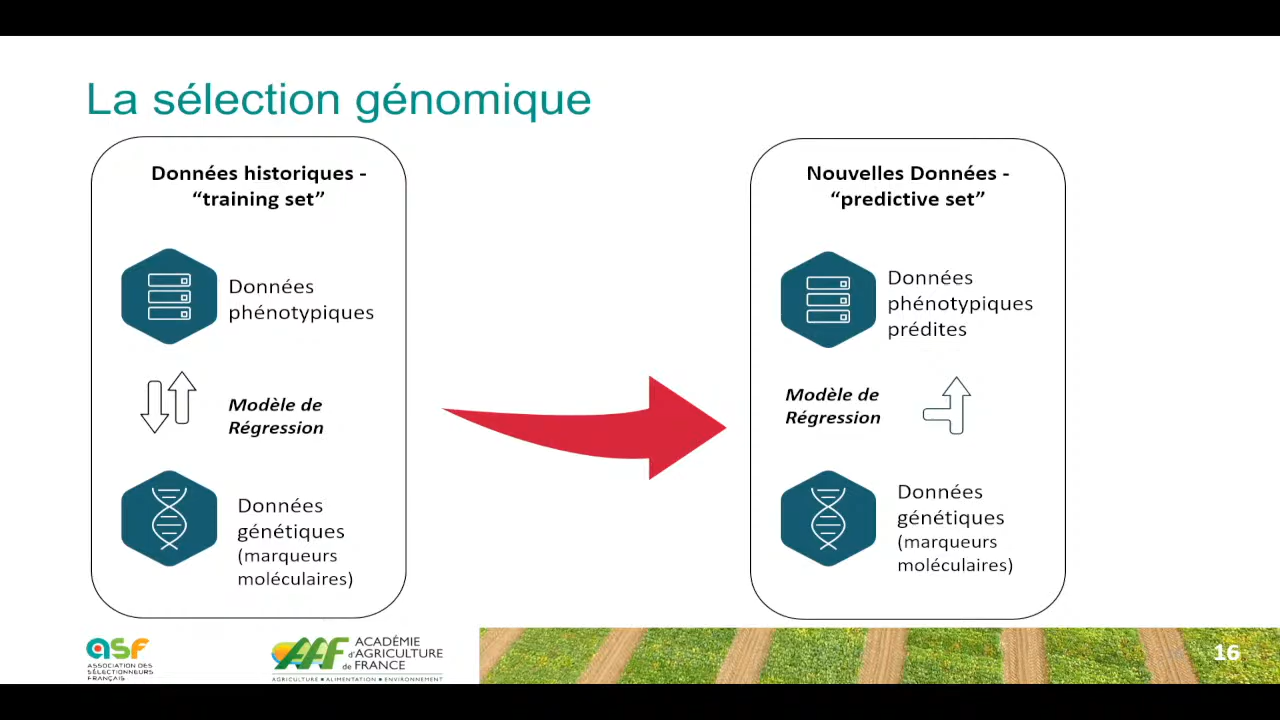 La sélection génomique
Données historiques -
“training set”
Données
phénotypiques
Modèle de
Régression
Données
génétiques
(marqueurs
moléculaires)
Nouvelles Données -
“predictive set”
Données
phénotypiques
prédites
Modèle de
Régression
Données
génétiques
(marqueurs
moléculaires)
asf
ASSOCIATION DES
SÉLECTIONNEURS
FRANÇAIS
AAF
ACADÉMIE
d'AGRICULTURE
de FRANCE
AGRICULTURE ■ ALIMENTATION ■ ENVIRONNEMENT
16